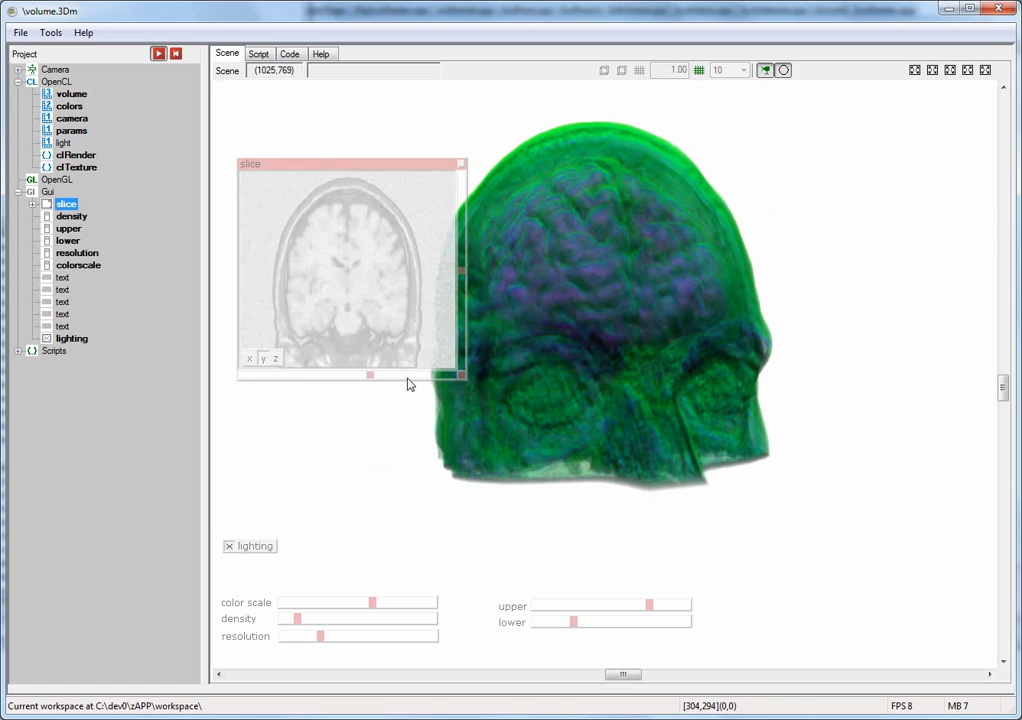 \volume.3Dm
File Tools Help
Project
Scene Script Code Help
Scene (1025,769)
1.00 10
Camera
CL OpenCL
volume
colors
camera
params
light
clRender
clTexture
GL OpenGL
GI Gui
slice
density
upper
lower
resolution
colorscale
text
text
text
text
text
lighting
Scripts
slice
x y z
lighting
color scale
density
resolution
upper
lower
Current workspace at C:\dev0\zAPP\workspace\
[304,294](0,0)
FPS 8
MB 7